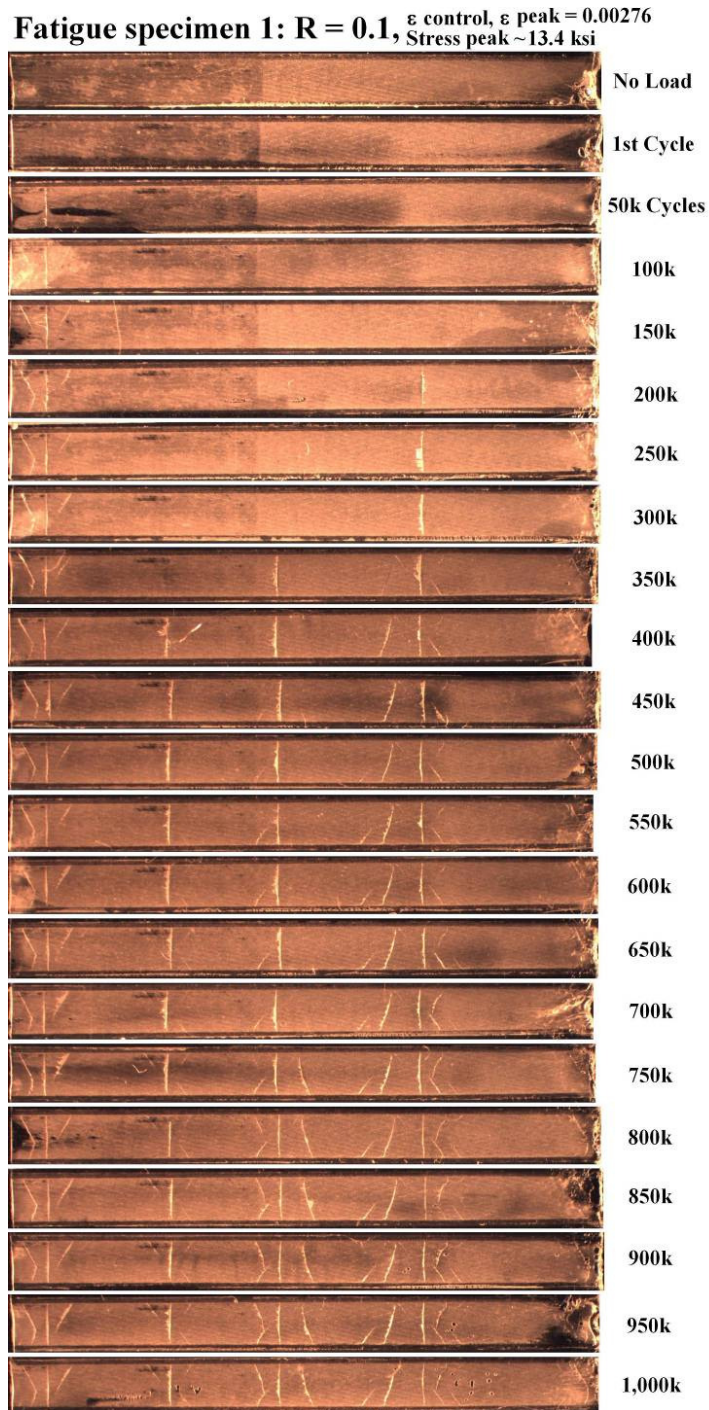 Fatigue specimen 1: R = 0.1, ε control, ε peak = 0.00276
Stress peak ~13.4 ksi
No Load
1st Cycle
50k Cycles
100k
150k
200k
250k
300k
350k
400k
450k
500k
550k
600k
650k
700k
750k
800k
850k
900k
950k
1,000k